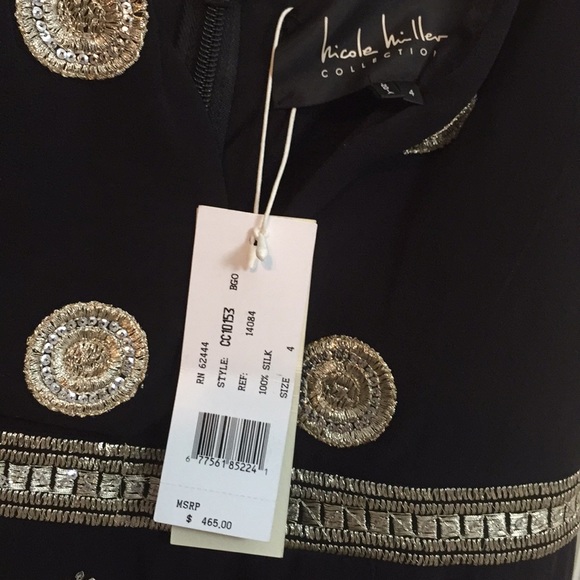 nicole miller
COLLECTION
4
RN 62444
STYLE: CC10153 BGO
REF: 14084
100% SILK
SIZE 4
6 77561 85224 1
MSRP
$ 465.00